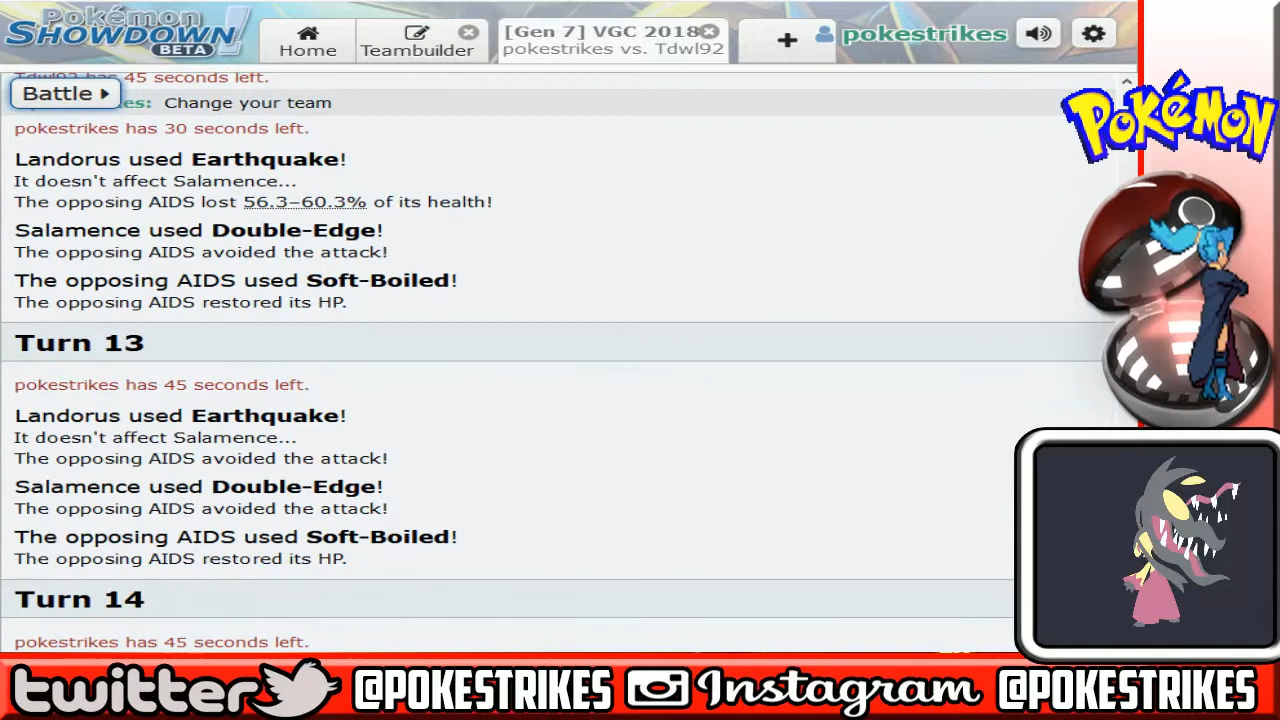 Pokémon
SHOWDOWN!
BETA
Home
Teambuilder
[Gen 7] VGC 2018
pokestrikes vs. Tdwl92
+
pokestrikes
Tdwl92 has 45 seconds left.
Battle
es: Change your team
pokestrikes has 30 seconds left.
Landorus used Earthquake!
It doesn't affect Salamence...
The opposing AIDS lost 56.3–60.3% of its health!
Salamence used Double-Edge!
The opposing AIDS avoided the attack!
The opposing AIDS used Soft-Boiled!
The opposing AIDS restored its HP.
Turn 13
pokestrikes has 45 seconds left.
Landorus used Earthquake!
It doesn't affect Salamence...
The opposing AIDS avoided the attack!
Salamence used Double-Edge!
The opposing AIDS avoided the attack!
The opposing AIDS used Soft-Boiled!
The opposing AIDS restored its HP.
Turn 14
pokestrikes has 45 seconds left.
POKéMON
twitter @POKESTRIKES Instagram @POKESTRIKES